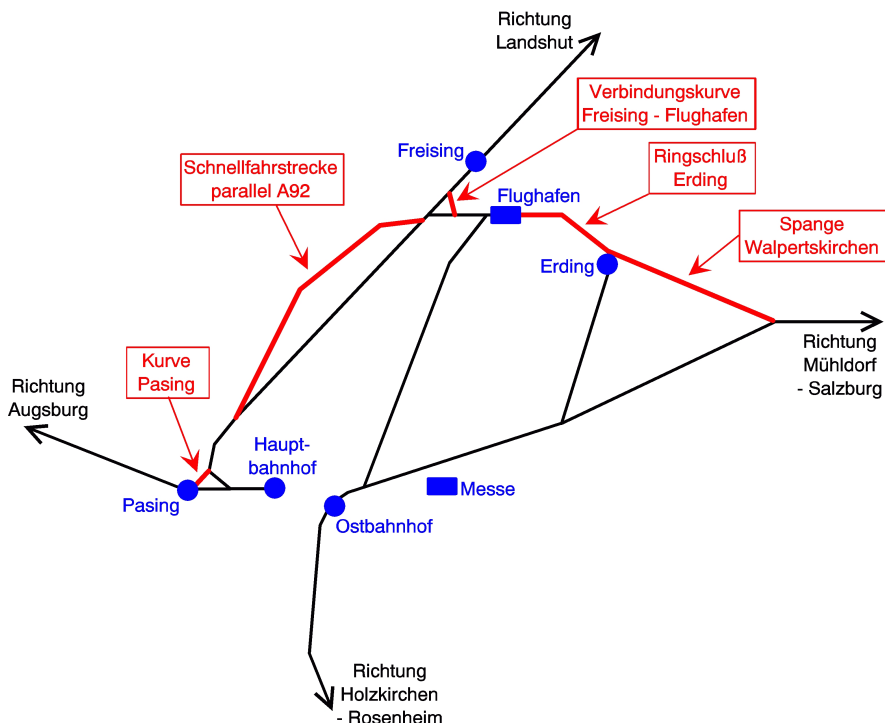 Richtung
Landshut
Verbindungskurve
Freising - Flughafen
Freising
Schnellfahrstrecke
parallel A92
Ringschluß
Erding
Flughafen
Spange
Walpertskirchen
Erding
Kurve
Pasing
Richtung
Mühldorf
- Salzburg
Richtung
Augsburg
Haupt-
bahnhof
Pasing
Messe
Ostbahnhof
Richtung
Holzkirchen
- Rosenheim